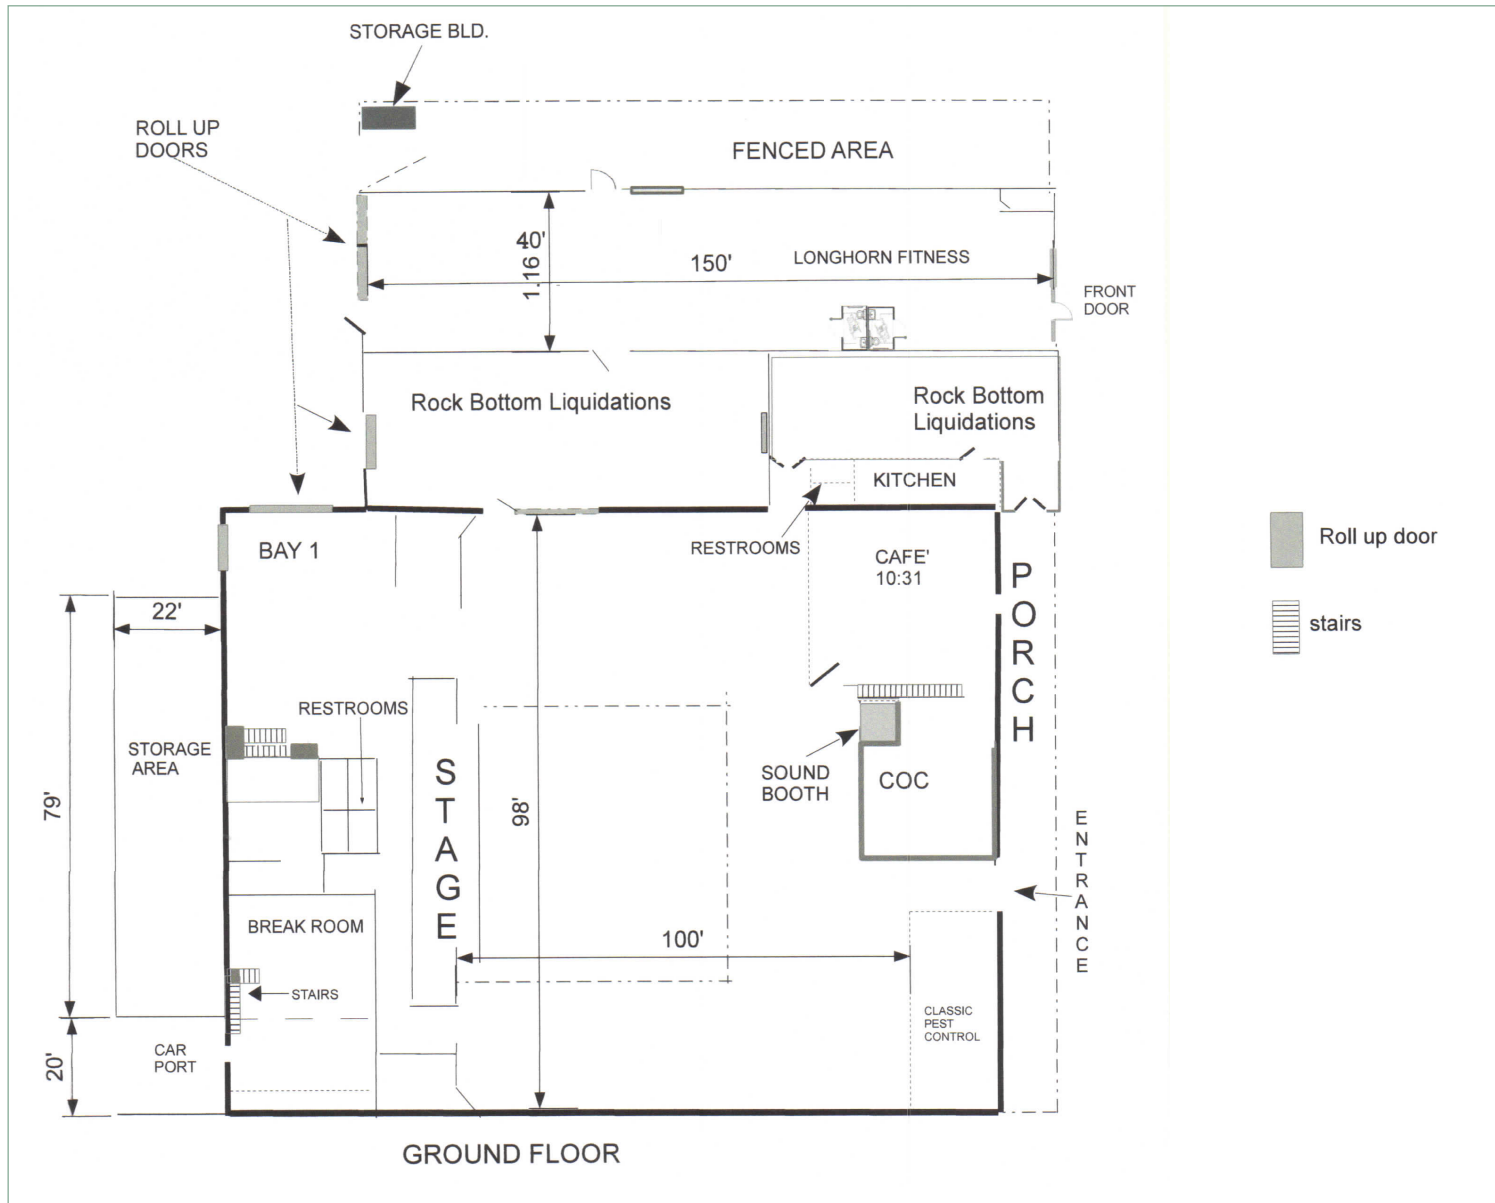 STORAGE BLD.
ROLL UP
DOORS
FENCED AREA
40'
1.16
150'
LONGHORN FITNESS
FRONT
DOOR
Rock Bottom Liquidations
Rock Bottom
Liquidations
KITCHEN
RESTROOMS
BAY 1
CAFE'
10:31
PORCH
Roll up door
stairs
22'
RESTROOMS
STORAGE
AREA
79'
STAGE
98'
SOUND
BOOTH
COC
ENTRANCE
BREAK ROOM
100'
STAIRS
CLASSIC
PEST
CONTROL
CAR
PORT
20'
GROUND FLOOR